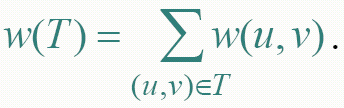 w(T) = ∑ w(u,v).
(u,v)∈T